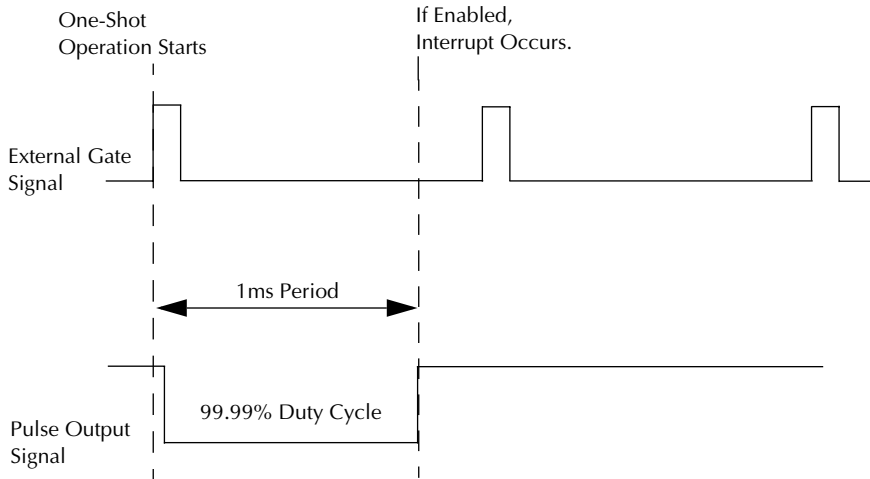 One-Shot
Operation Starts
If Enabled,
Interrupt Occurs.
External Gate
Signal
1ms Period
99.99% Duty Cycle
Pulse Output
Signal